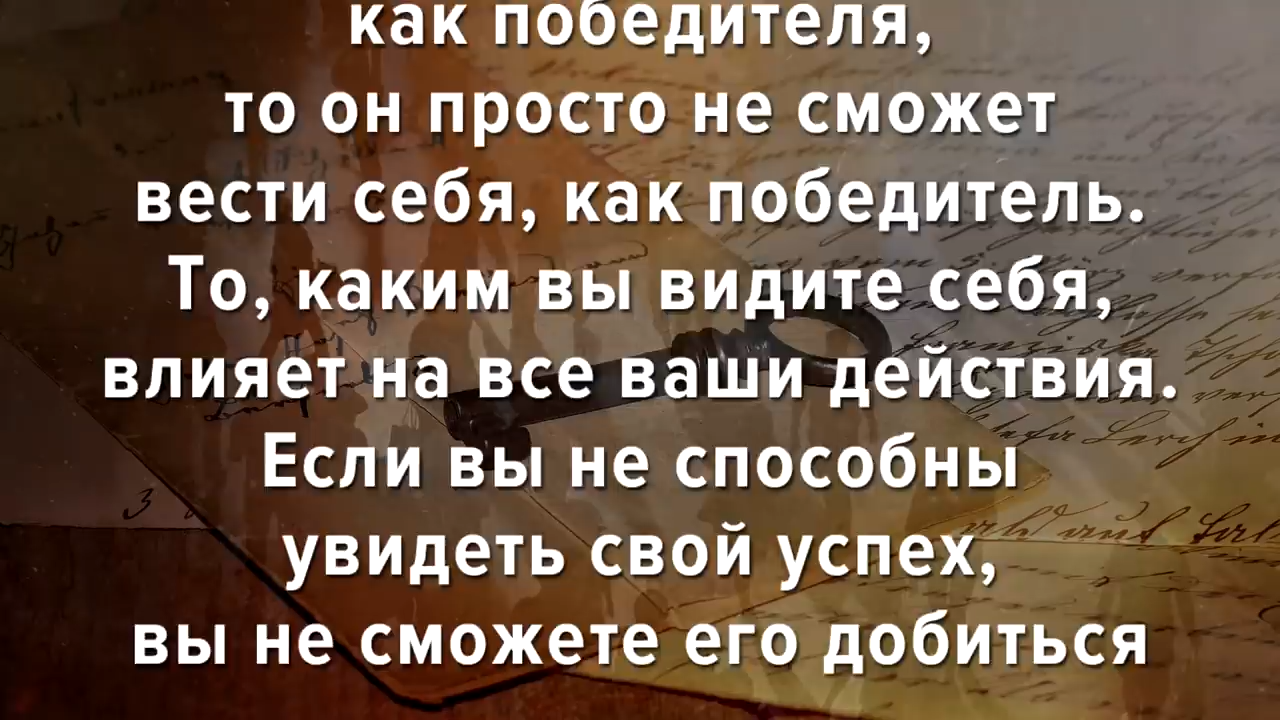 как победителя,
то он просто не сможет
вести себя, как победитель.
То, каким вы видите себя,
влияет на все ваши действия.
Если вы не способны
увидеть свой успех,
вы не сможете его добиться